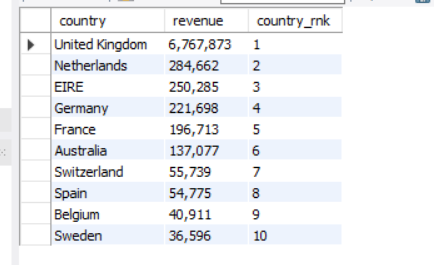 country revenue country_rnk
United Kingdom 6,767,873 1
Netherlands 284,662 2
EIRE 250,285 3
Germany 221,698 4
France 196,713 5
Australia 137,077 6
Switzerland 55,739 7
Spain 54,775 8
Belgium 40,911 9
Sweden 36,596 10